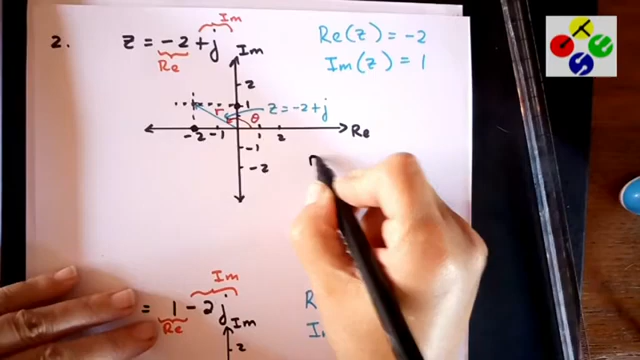 2. z = -2 + j
Im
Re
Re(z) = -2
Im(z) = 1
Im
2
1
r
θ
z = -2 + j
-2 -1 1 2
Re
-1
-2
Im
= 1 - 2j
Re
Im
2
R
I